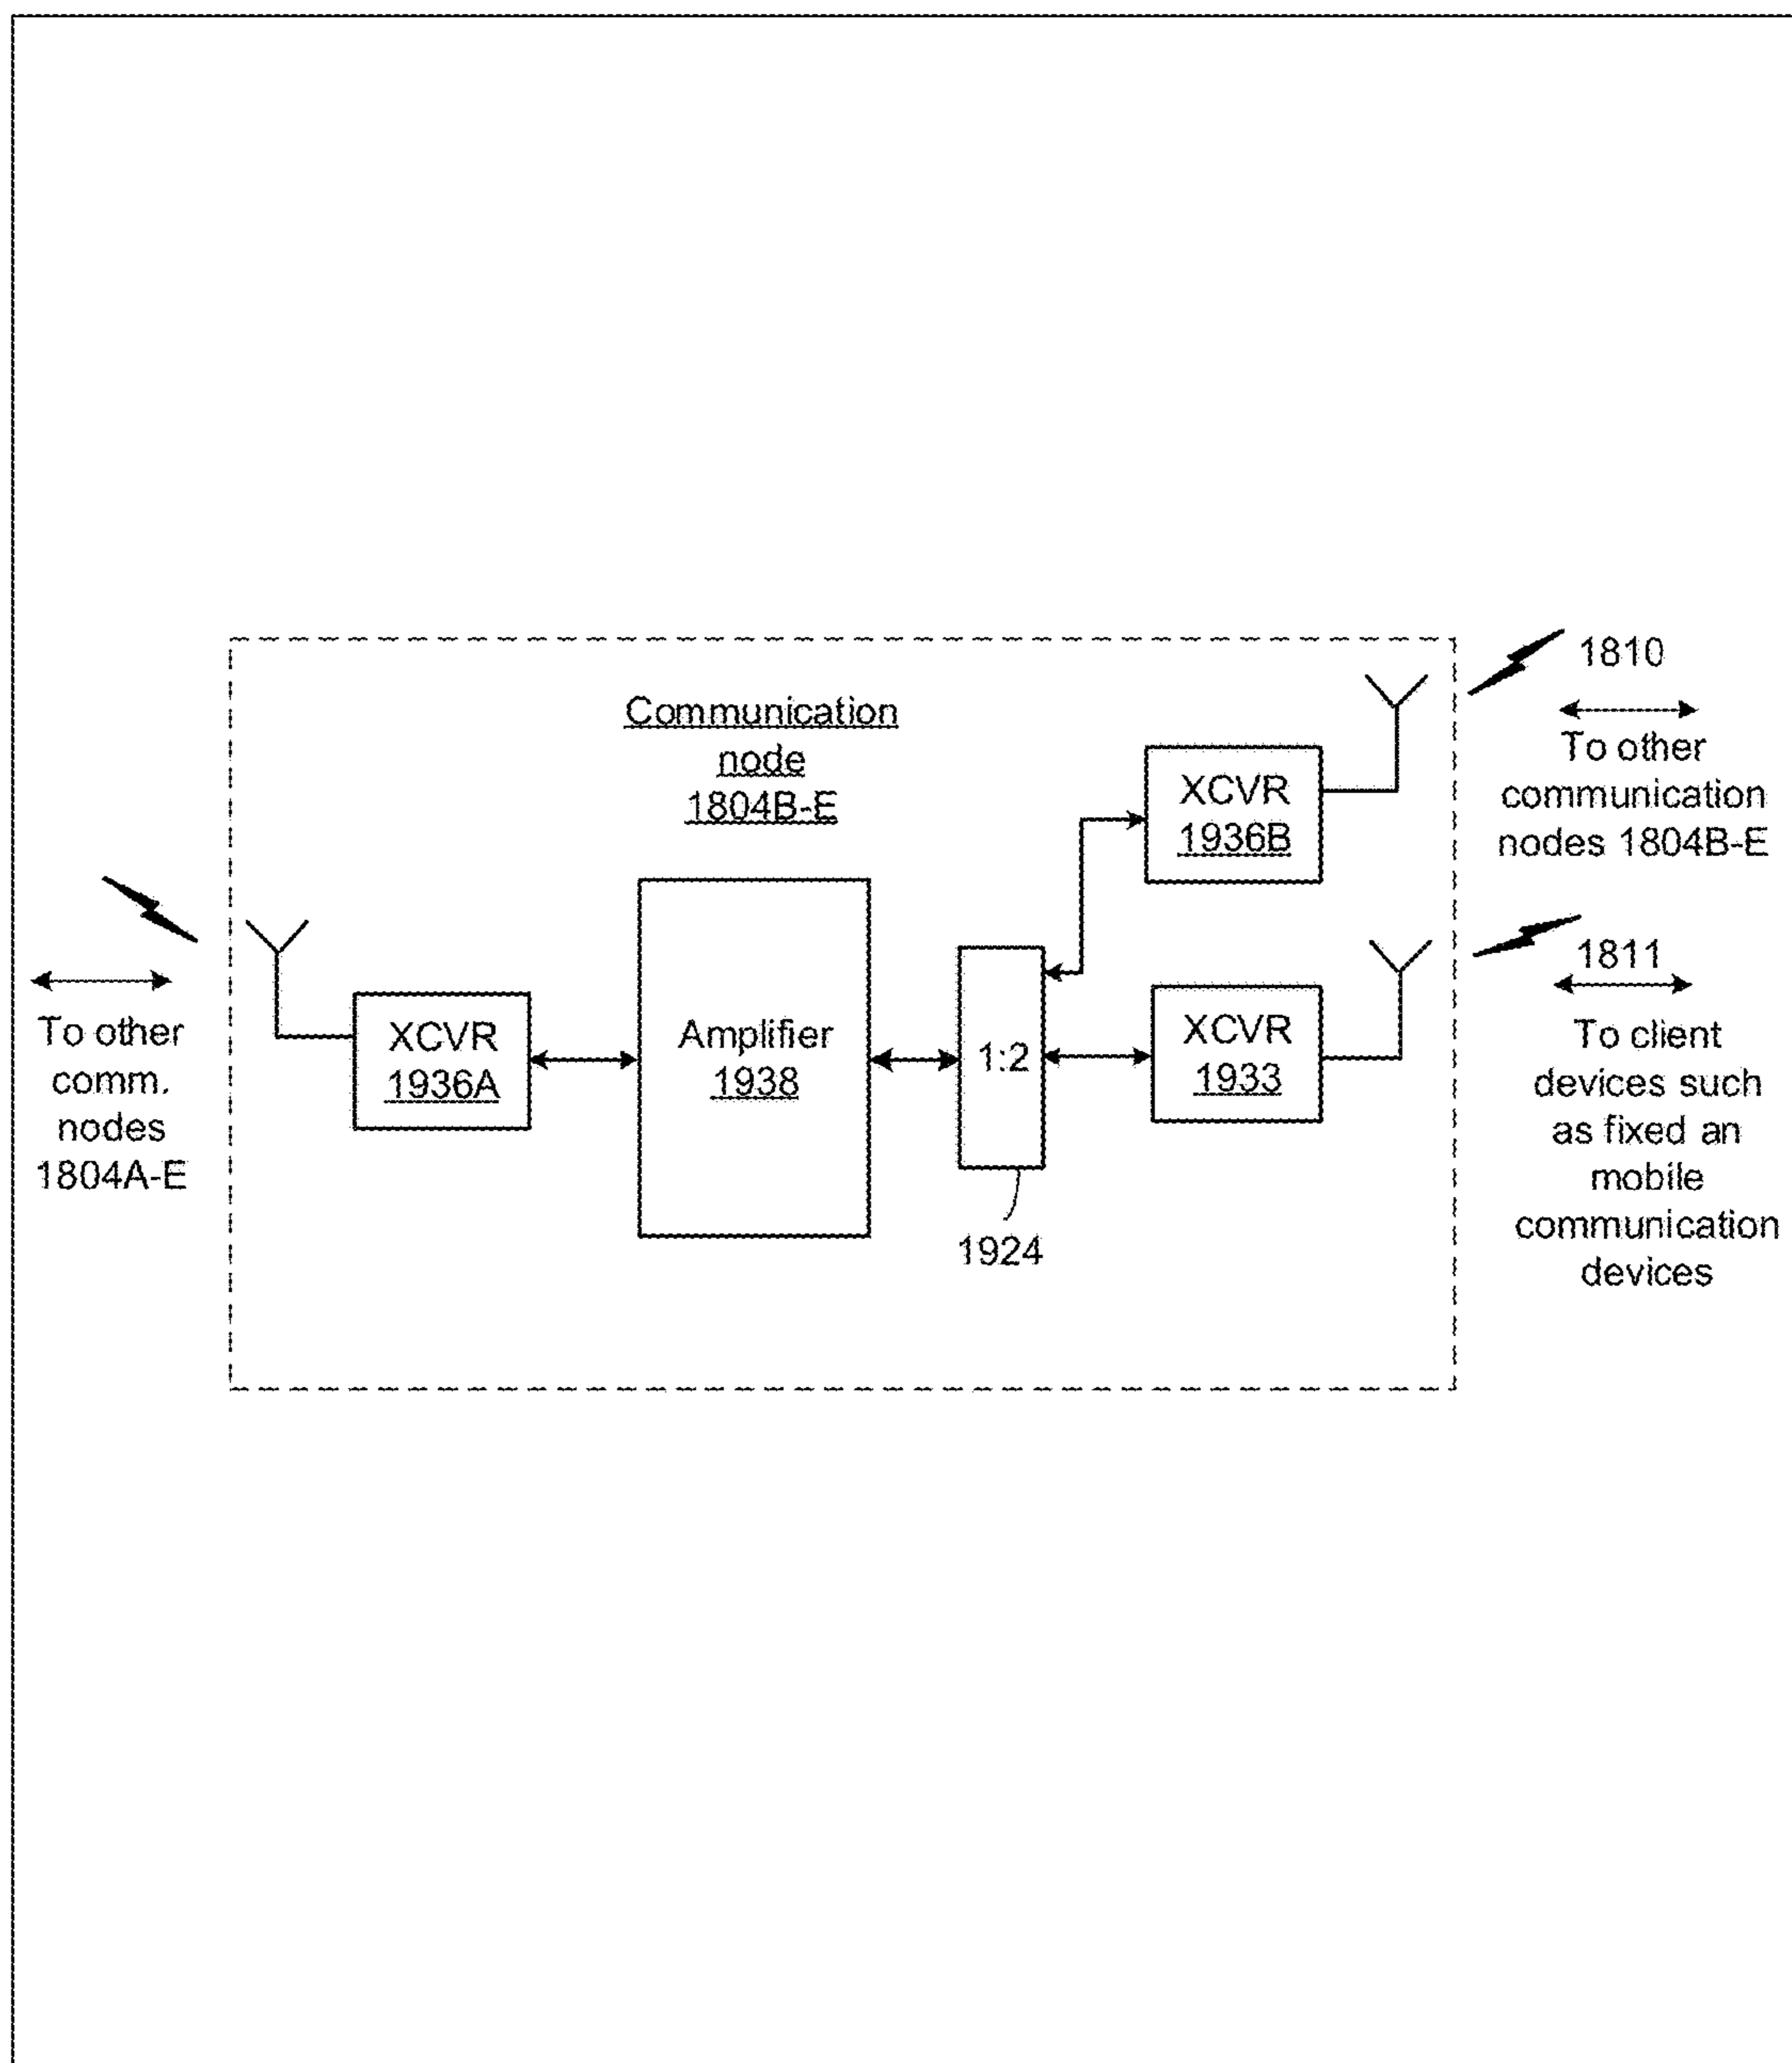 Communication
node
1804B-E
1810
To other
communication
nodes 1804B-E
XCVR
1936B
To other
comm.
nodes
1804A-E
XCVR
1936A
Amplifier
1938
1:2
1924
XCVR
1933
1811
To client
devices such
as fixed an
mobile
communication
devices